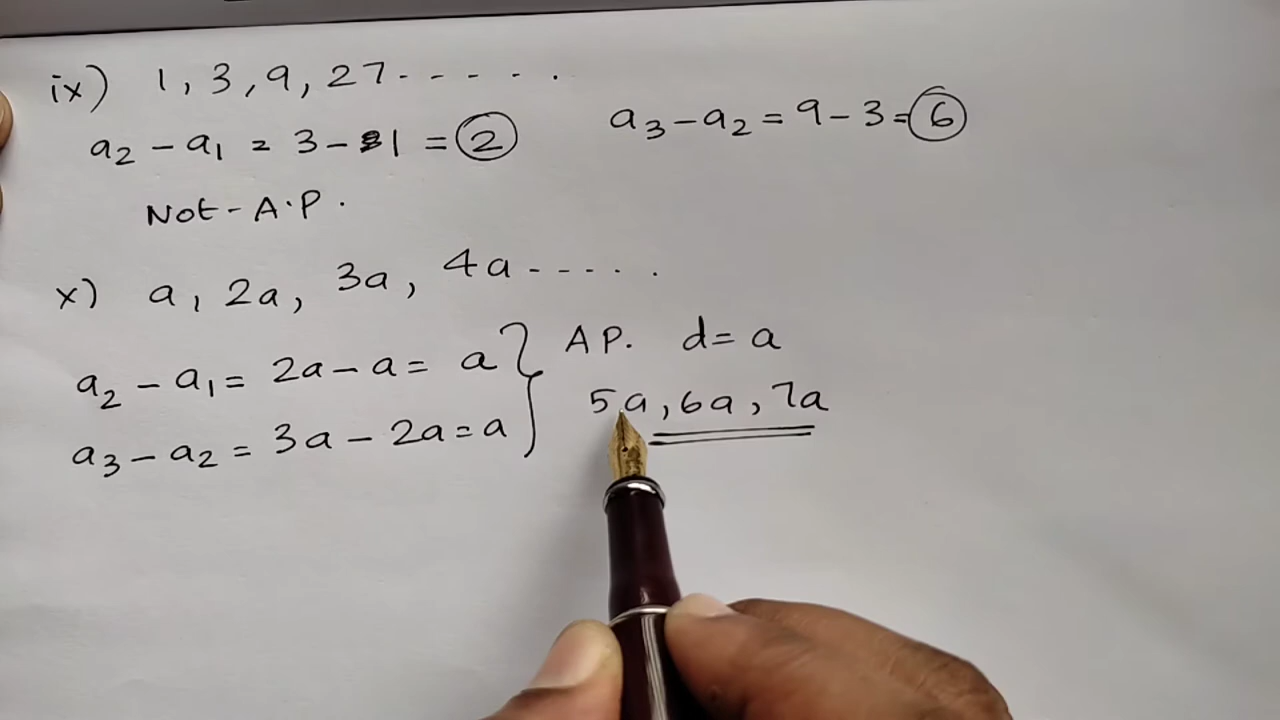 ix) 1, 3, 9, 27 - - - - - .
a₂ - a₁ = 3 - 1 = 2
a₃ - a₂ = 9 - 3 = 6
Not - A.P.
x) a, 2a, 3a, 4a - - - - - .
a₂ - a₁ = 2a - a = a } AP. d = a
a₃ - a₂ = 3a - 2a = a
5a, 6a, 7a